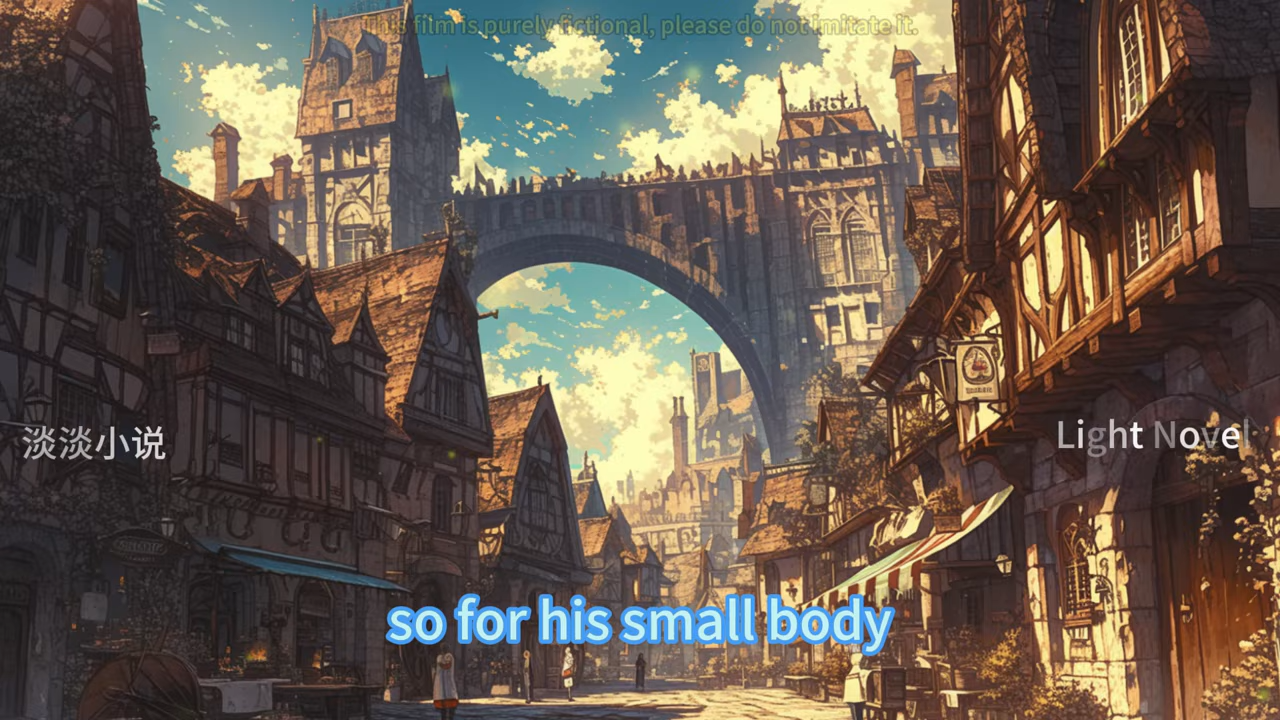 This film is purely fictional, please do not imitate it.
淡淡小说
Light Novel
so for his small body